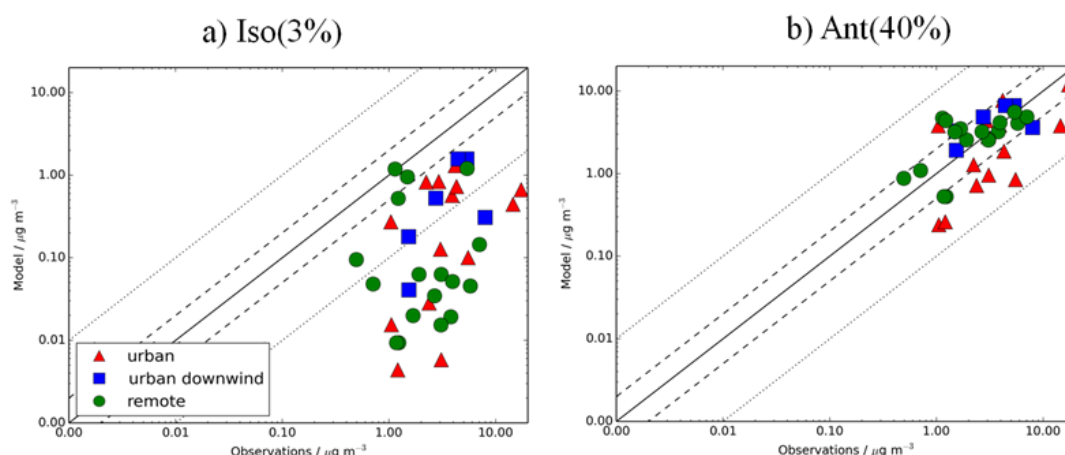 a) Iso(3%)
10.00
1.00
0.10
0.01
0.00
Model / μg m⁻³
urban
urban downwind
remote
0.00
0.01
0.10
1.00
10.00
Observations / μg m⁻³
b) Ant(40%)
10.00
1.00
0.10
0.01
0.00
Model / μg m⁻³
0.00
0.01
0.10
1.00
10.00
Observations / μg m⁻³